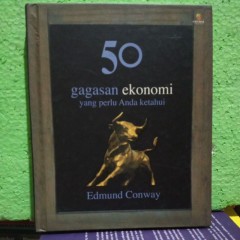 50
gagasan ekonomi
yang perlu Anda ketahui
Edmund Conway